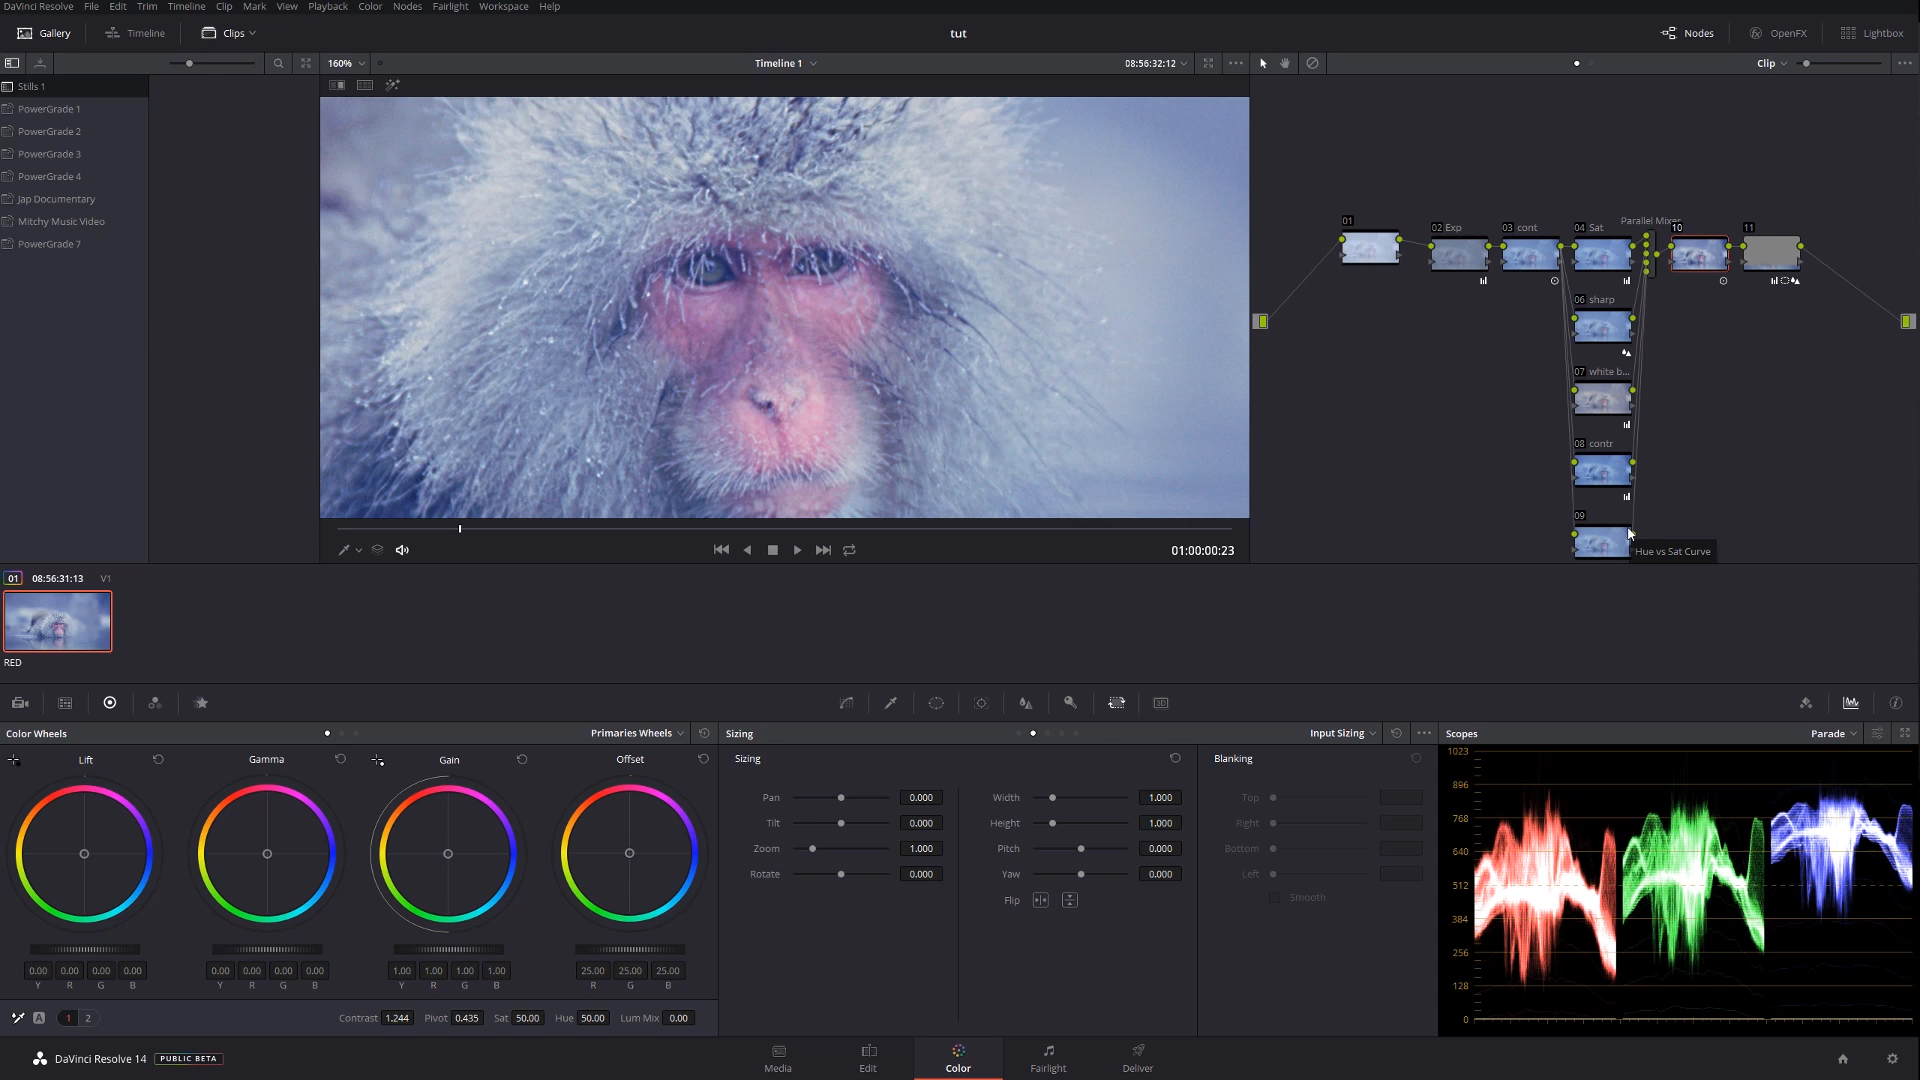 DaVinci Resolve File Edit Trim Timeline Clip Mark View Playback Color Nodes Fairlight Workspace Help
Gallery Timeline Clips tut Nodes OpenFX Lightbox
160% Timeline 1 08:56:32:12 Clip
Stills 1
PowerGrade 1
PowerGrade 2
PowerGrade 3
PowerGrade 4
Jap Documentary
Mitchy Music Video
PowerGrade 7
Parallel Mixer
01 02 Exp 03 cont 04 Sat 10 11
06 sharp
07 white b...
08 contr
09
Hue vs Sat Curve
01:00:00:23
01 08:56:31:13 V1
RED
Color Wheels Primaries Wheels Sizing Input Sizing Scopes Parade
Lift Gamma Gain Offset
Sizing
Pan 0.000 Width 1.000
Tilt 0.000 Height 1.000
Zoom 1.000 Pitch 0.000
Rotate 0.000 Yaw 0.000
Flip
Blanking
Top
Right
Bottom
Left
Smooth
1023
896
768
640
512
384
256
128
0
0.00 0.00 0.00 0.00 0.00 0.00 0.00 0.00 1.00 1.00 1.00 1.00 25.00 25.00 25.00
Y R G B Y R G B Y R G B R G B
A 1 2 Contrast 1.244 Pivot 0.435 Sat 50.00 Hue 50.00 Lum Mix 0.00
DaVinci Resolve 14 PUBLIC BETA
Media Edit Color Fairlight Deliver